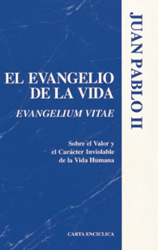 JUAN PABLO II
EL EVANGELIO
DE LA VIDA
EVANGELIUM VITAE
Sobre el Valor y
el Carácter Inviolable
de la Vida Humana
CARTA ENCICLICA